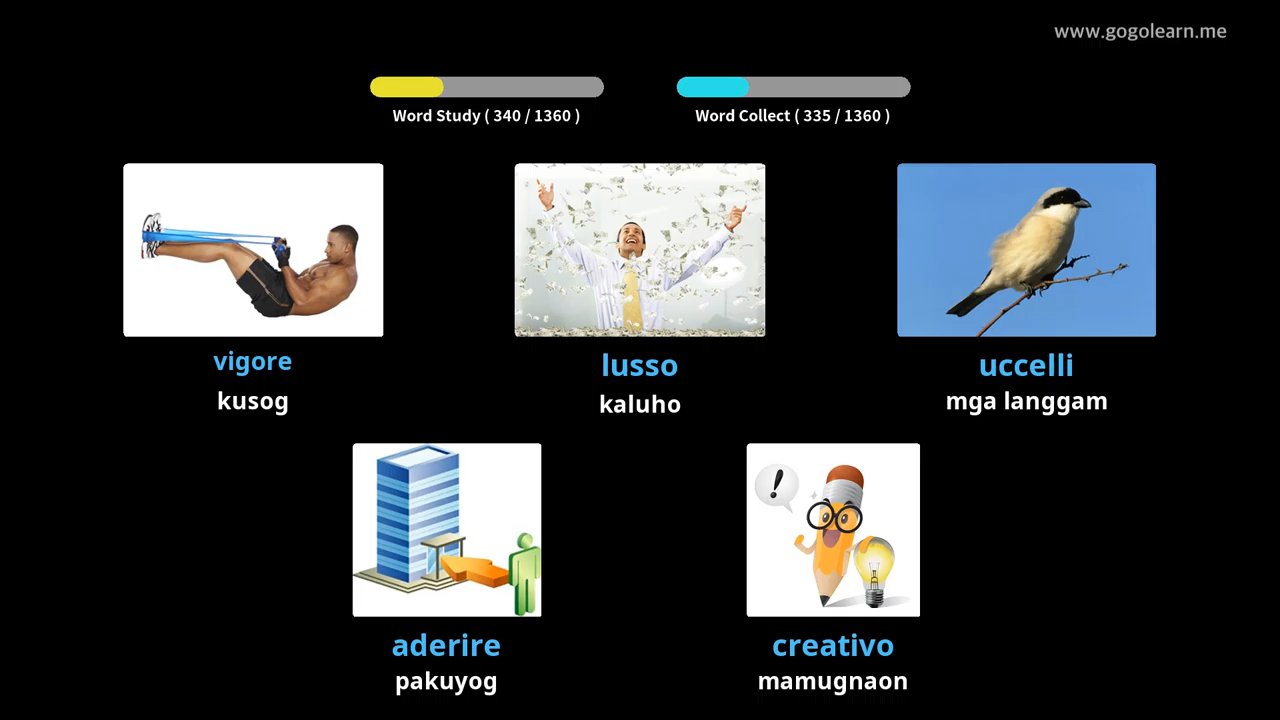 www.gogolearn.me
Word Study ( 340 / 1360 )
Word Collect ( 335 / 1360 )
vigore
kusog
lusso
kaluho
uccelli
mga langgam
aderire
pakuyog
creativo
mamugnaon